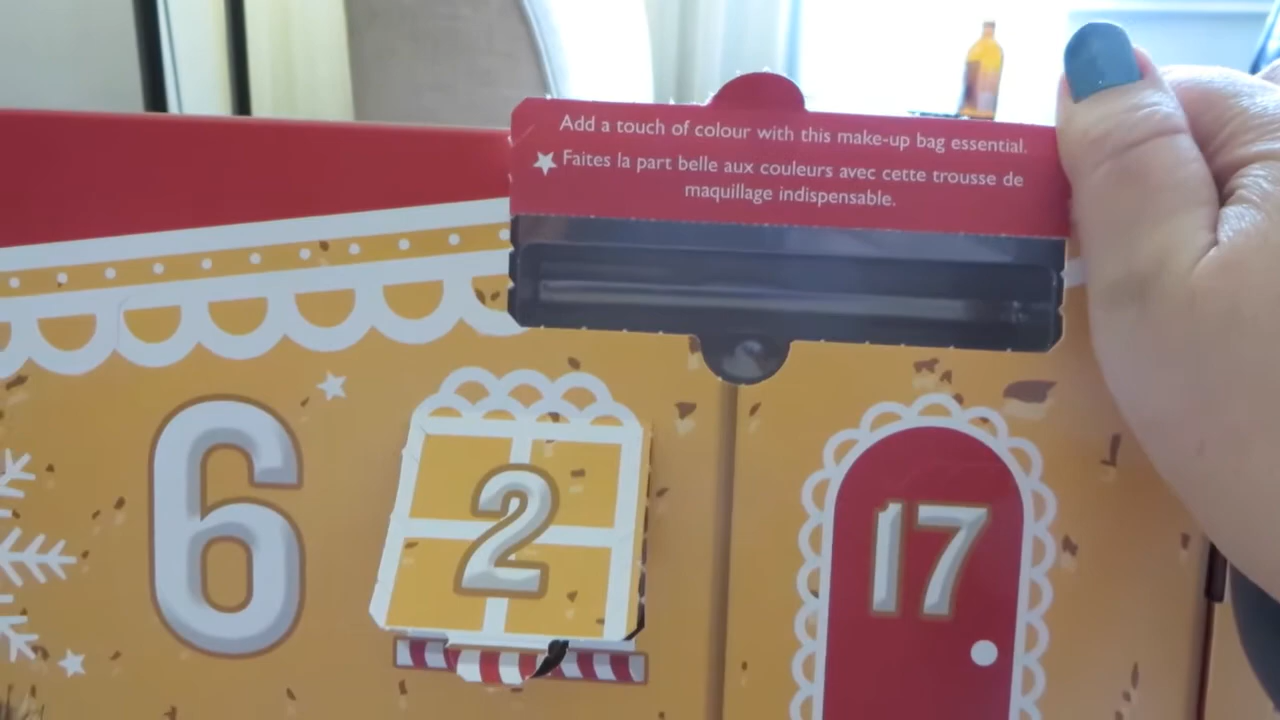 Add a touch of colour with this make-up bag essential.
Faites la part belle aux couleurs avec cette trousse de
maquillage indispensable.
6
2
17